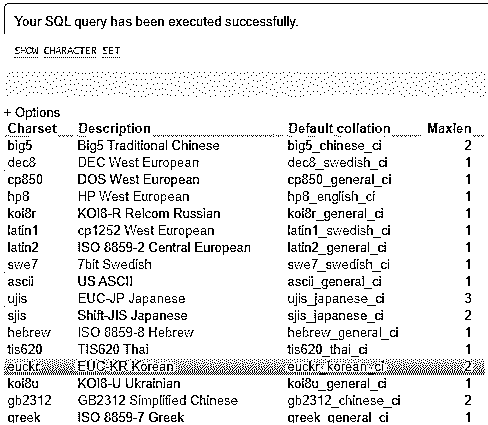 Your SQL query has been executed successfully.
SHOW CHARACTER SET
+ Options
Charset Description Default collation Maxlen
big5 Big5 Traditional Chinese big5_chinese_ci 2
dec8 DEC West European dec8_swedish_ci 1
cp850 DOS West European cp850_general_ci 1
hp8 HP West European hp8_english_ci 1
koi8r KOI8-R Relcom Russian koi8r_general_ci 1
latin1 cp1252 West European latin1_swedish_ci 1
latin2 ISO 8859-2 Central European latin2_general_ci 1
swe7 7bit Swedish swe7_swedish_ci 1
ascii US ASCII ascii_general_ci 1
ujis EUC-JP Japanese ujis_japanese_ci 3
sjis Shift-JIS Japanese sjis_japanese_ci 2
hebrew ISO 8859-8 Hebrew hebrew_general_ci 1
tis620 TIS620 Thai tis620_thai_ci 1
euckr EUC-KR Korean euckr_korean_ci 2
koi8u KOI8-U Ukrainian koi8u_general_ci 1
gb2312 GB2312 Simplified Chinese gb2312_chinese_ci 2
greek ISO 8859-7 Greek greek_general_ci 1